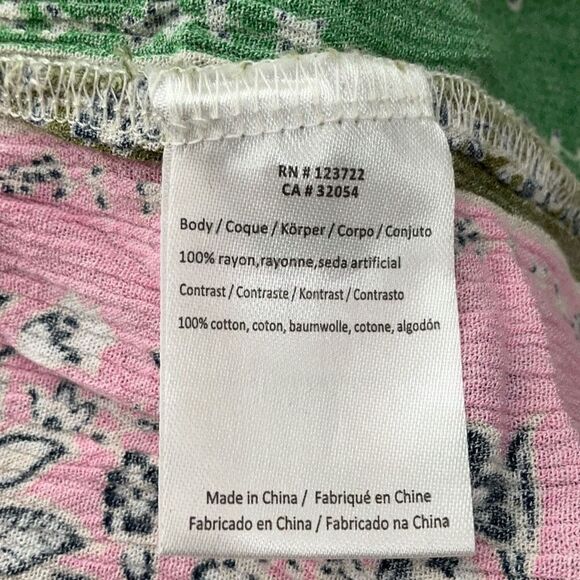 RN # 123722
CA # 32054
Body / Coque / Körper / Corpo / Conjuto
100% rayon,rayonne,seda artificial
Contrast / Contraste / Kontrast / Contrasto
100% cotton, coton, baumwolle, cotone, algodón
Made in China / Fabriqué en Chine
Fabricado en China / Fabricado na China